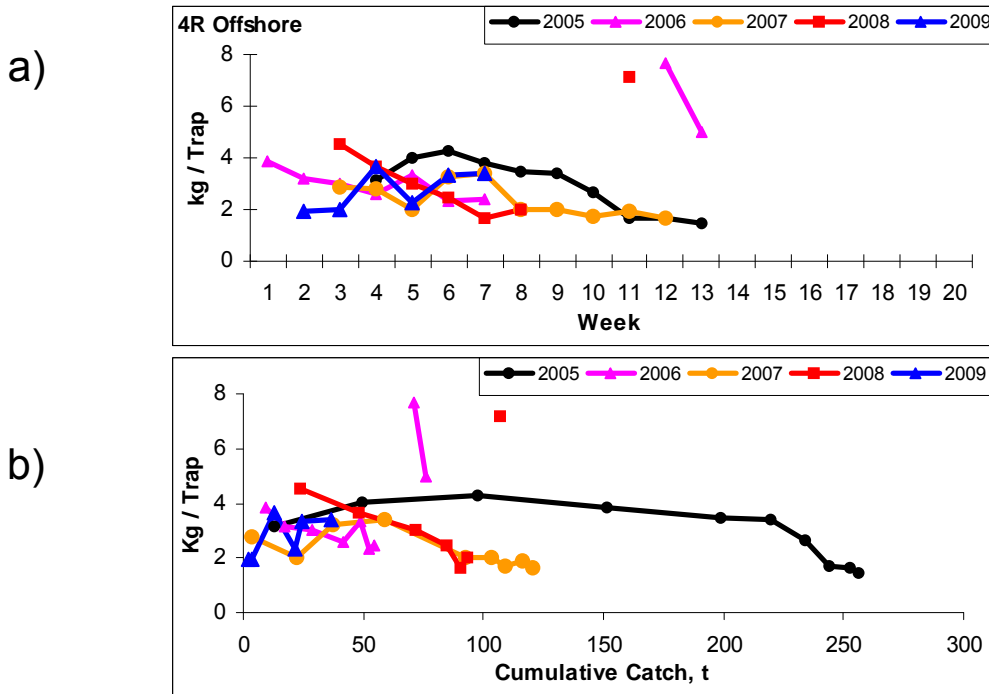 a)
4R Offshore
2005 2006 2007 2008 2009
kg / Trap
8
6
4
2
0
1 2 3 4 5 6 7 8 9 10 11 12 13 14 15 16 17 18 19 20
Week
b)
2005 2006 2007 2008 2009
Kg / Trap
8
6
4
2
0
0 50 100 150 200 250 300
Cumulative Catch, t